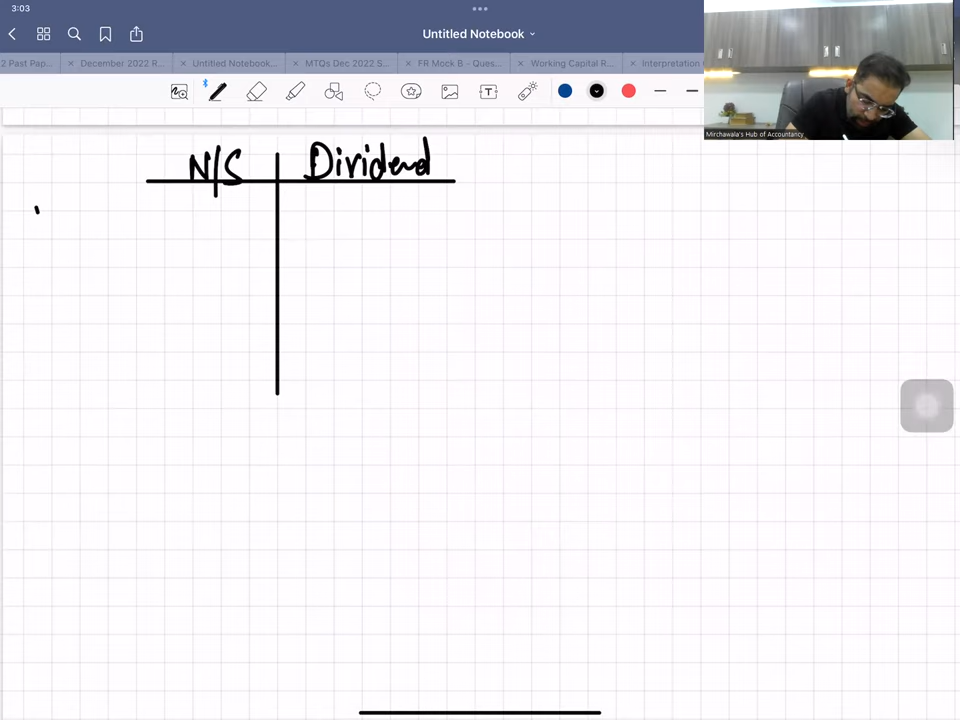 3:03
Untitled Notebook
2 Past Pap...
× December 2022 R...
× Untitled Notebook...
× MTQs Dec 2022 S...
× FR Mock B - Ques...
× Working Capital R...
× Interpretation
Mirchawala's Hub of Accountancy
N/S Dividend